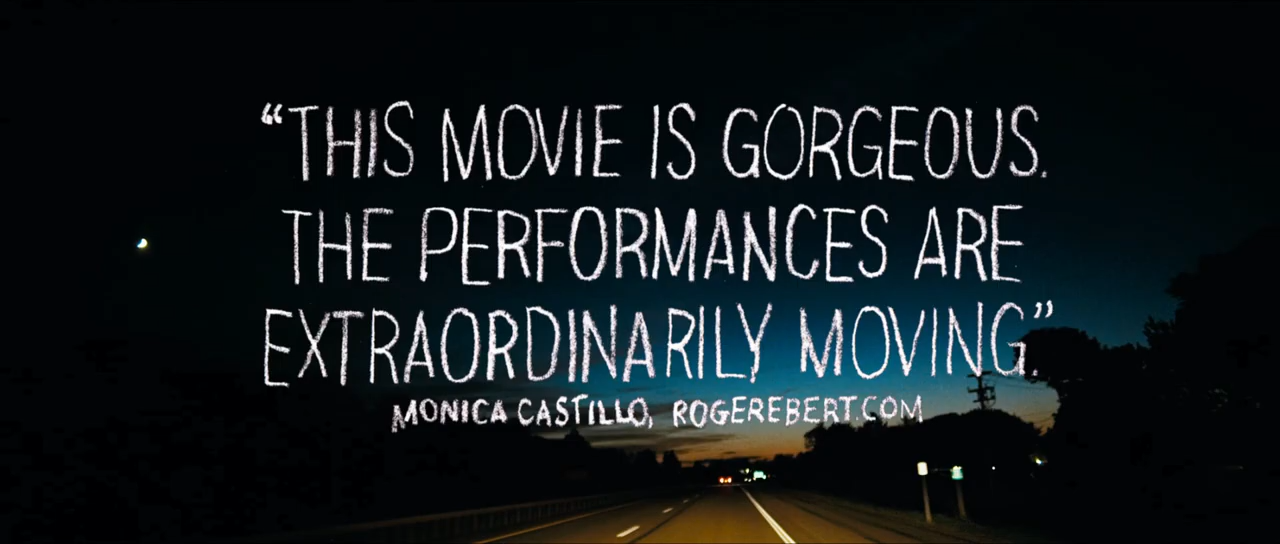 “THIS MOVIE IS GORGEOUS.
THE PERFORMANCES ARE
EXTRAORDINARILY MOVING.”
MONICA CASTILLO, ROGEREBERT.COM